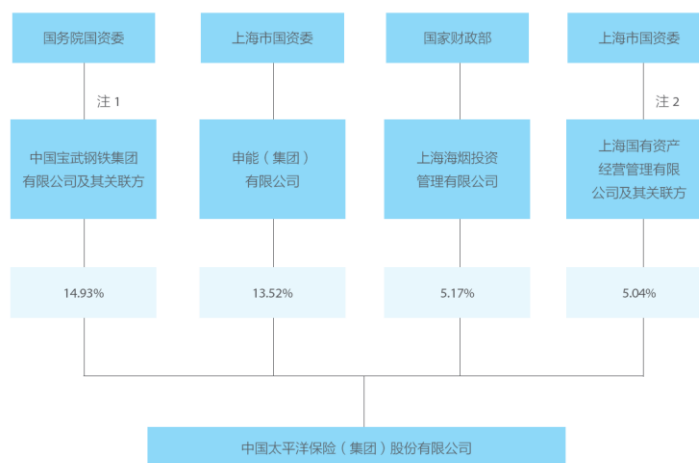 国务院国资委
上海市国资委
国家财政部
上海市国资委
注 1
注 2
中国宝武钢铁集团
有限公司及其关联方
申能（集团）
有限公司
上海海烟投资
管理有限公司
上海国有资产
经营管理有限
公司及其关联方
14.93%
13.52%
5.17%
5.04%
中国太平洋保险（集团）股份有限公司